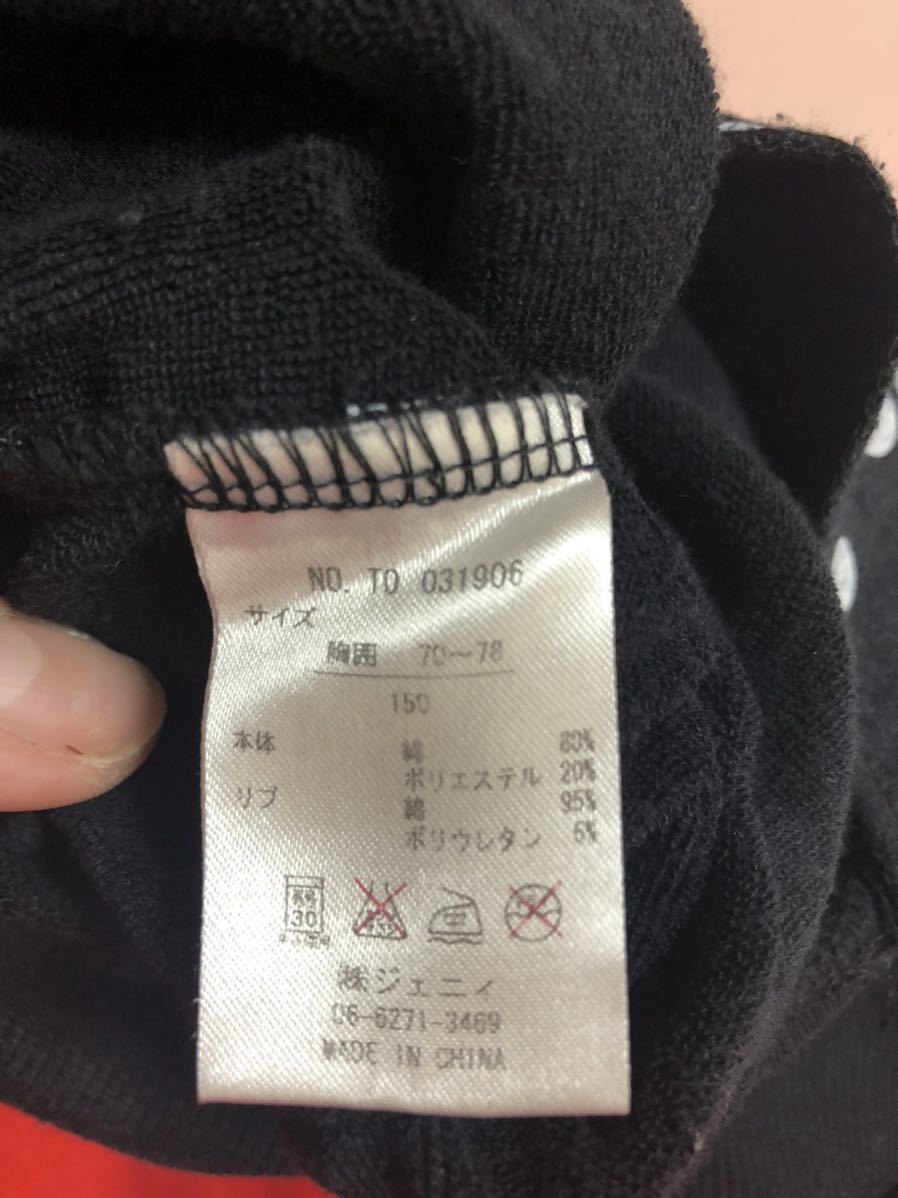 NO. TO 031906
サイズ
胸囲 70～78
150
本体 綿 80%
ポリエステル 20%
リブ 綿 95%
ポリウレタン 5%
30
㈱ジェニィ
06-6271-3469
MADE IN CHINA